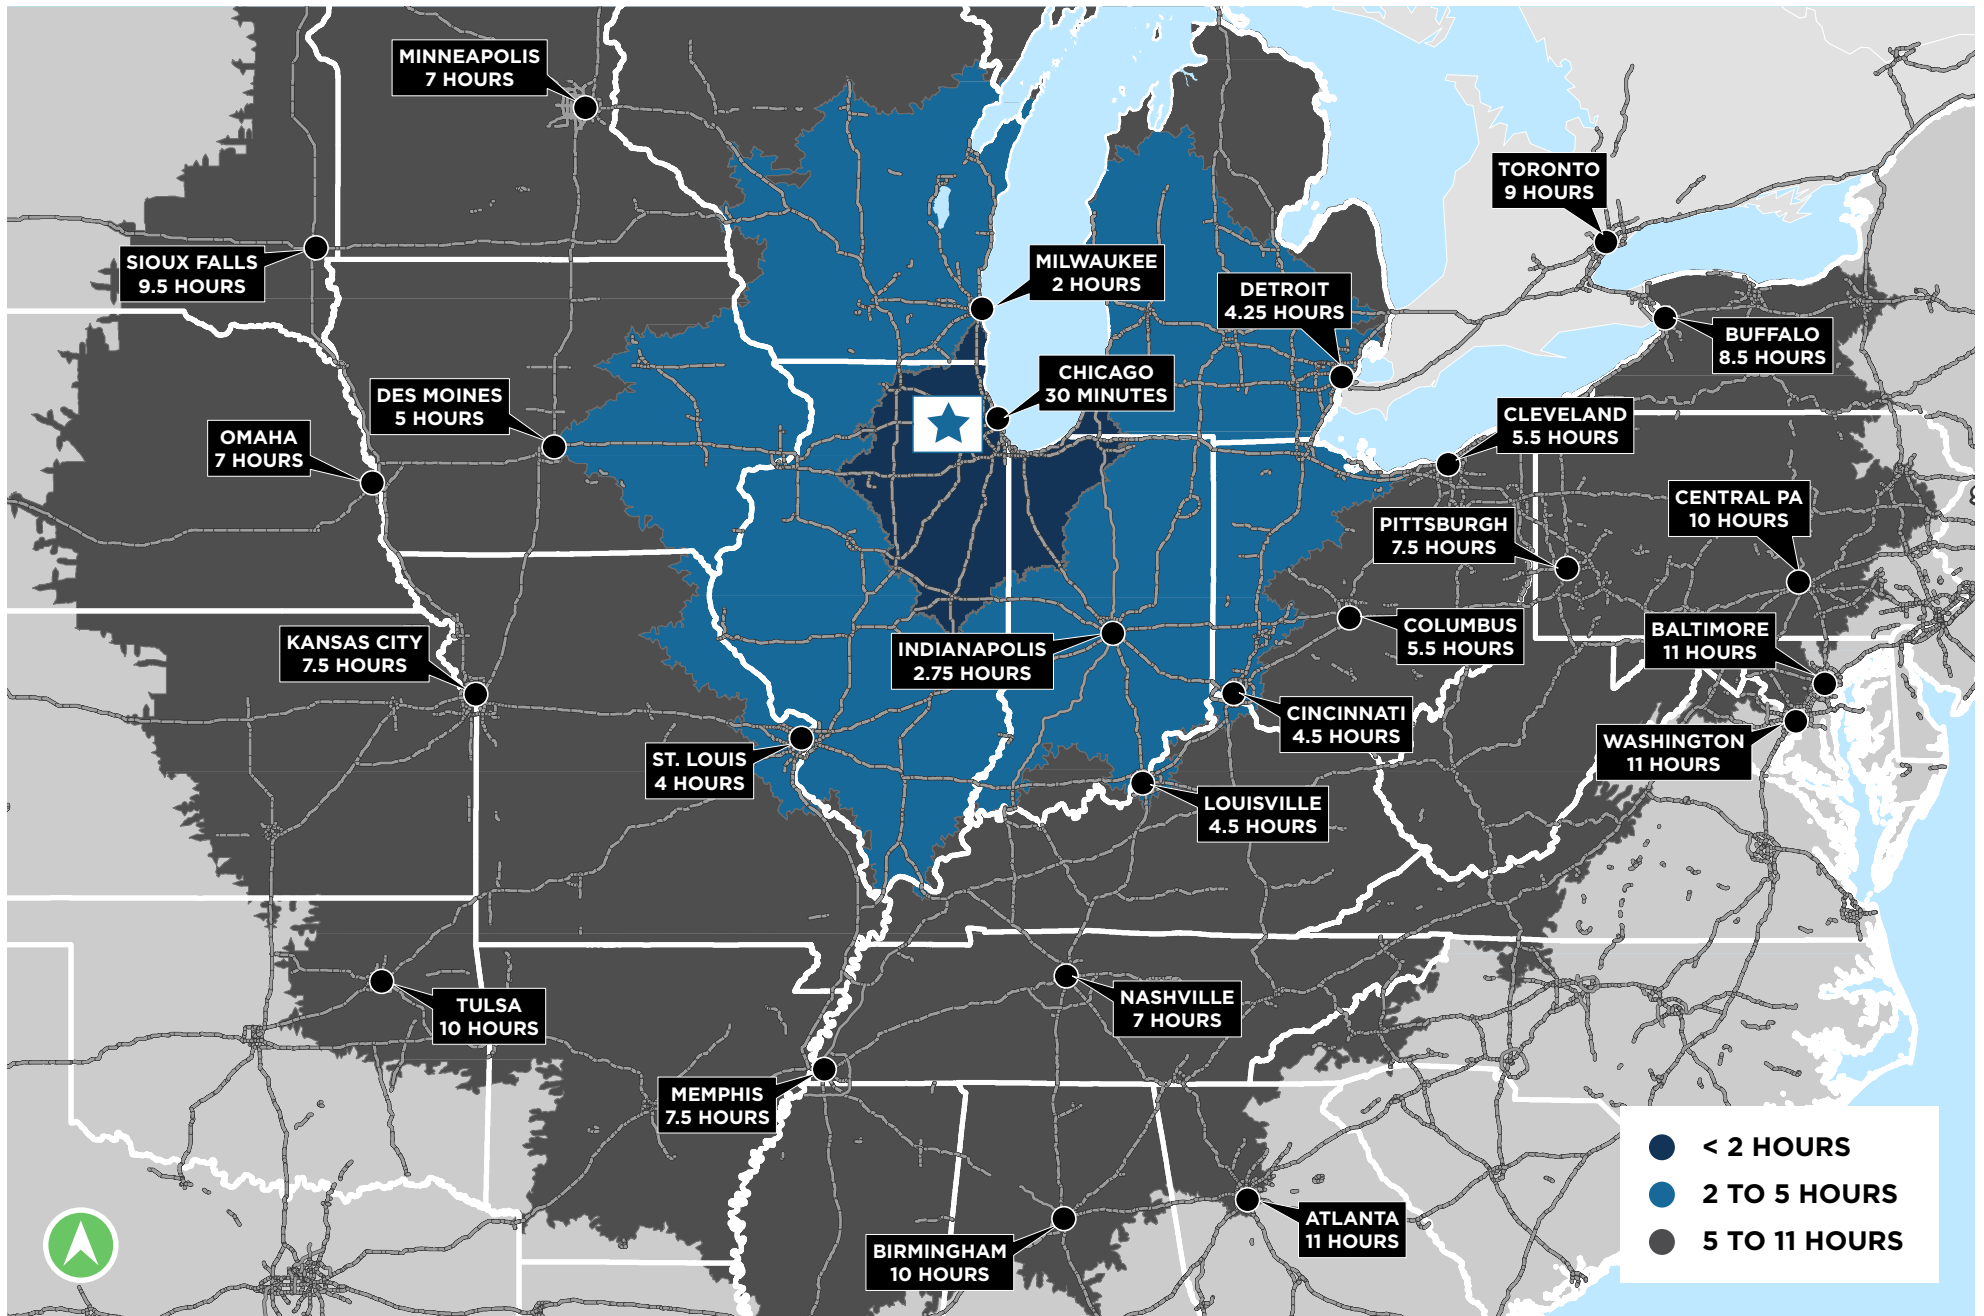 MINNEAPOLIS
7 HOURS
TORONTO
9 HOURS
SIOUX FALLS
9.5 HOURS
MILWAUKEE
2 HOURS
DETROIT
4.25 HOURS
BUFFALO
8.5 HOURS
CHICAGO
30 MINUTES
DES MOINES
5 HOURS
CLEVELAND
5.5 HOURS
OMAHA
7 HOURS
CENTRAL PA
10 HOURS
PITTSBURGH
7.5 HOURS
COLUMBUS
5.5 HOURS
BALTIMORE
11 HOURS
KANSAS CITY
7.5 HOURS
INDIANAPOLIS
2.75 HOURS
CINCINNATI
4.5 HOURS
WASHINGTON
11 HOURS
ST. LOUIS
4 HOURS
LOUISVILLE
4.5 HOURS
TULSA
10 HOURS
NASHVILLE
7 HOURS
MEMPHIS
7.5 HOURS
ATLANTA
11 HOURS
BIRMINGHAM
10 HOURS
< 2 HOURS
2 TO 5 HOURS
5 TO 11 HOURS